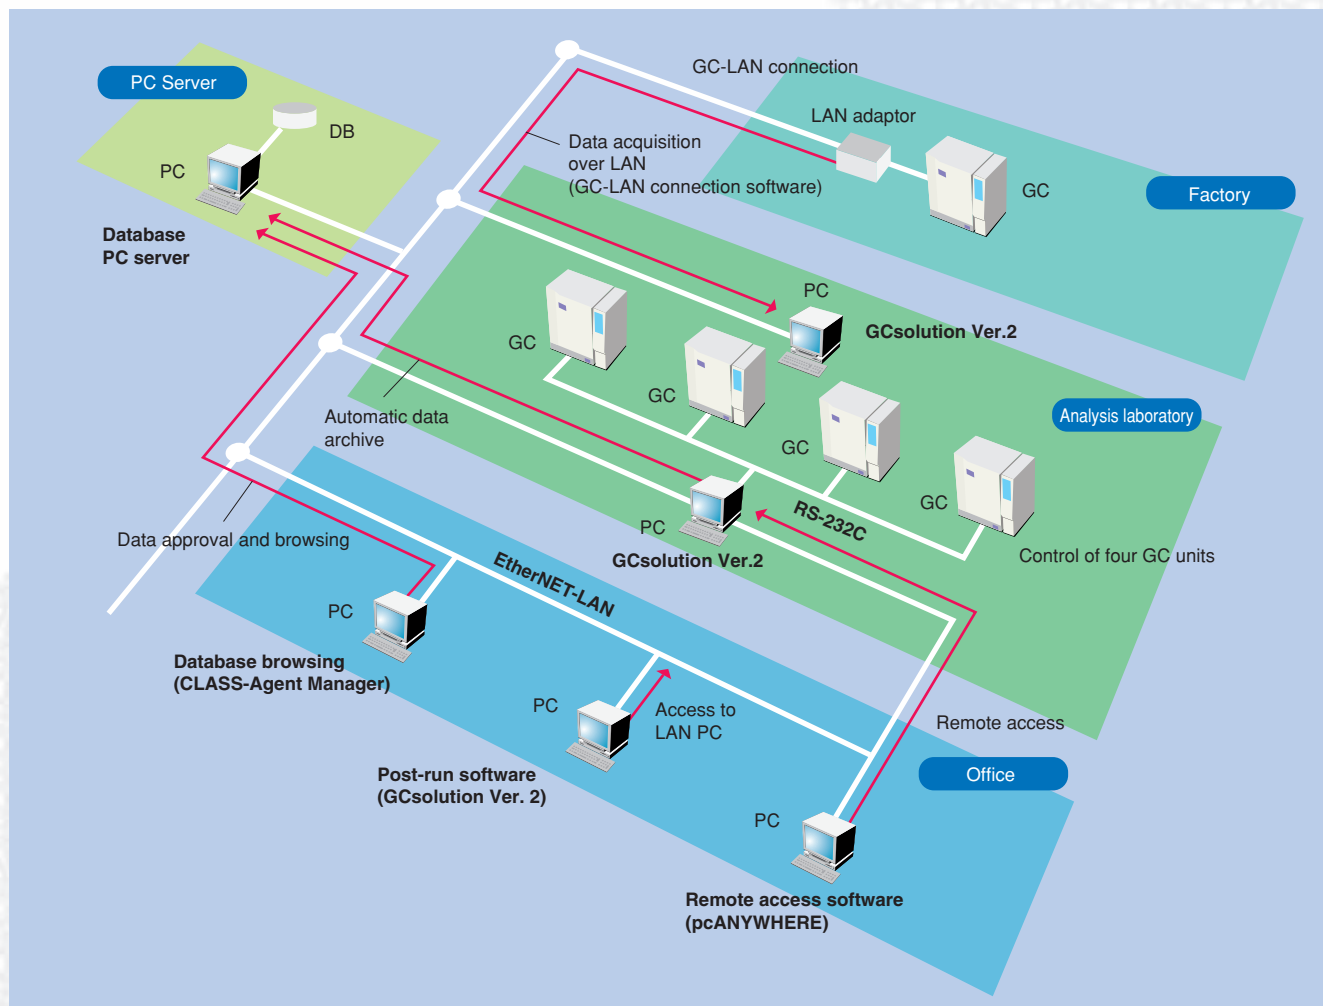 PC Server
DB
PC
Database
PC server
GC-LAN connection
LAN adaptor
GC
Factory
Data acquisition
over LAN
(GC-LAN connection software)
PC
GCsolution Ver.2
GC
GC
GC
GC
Analysis laboratory
Automatic data
archive
RS-232C
PC
GCsolution Ver.2
Control of four GC units
Data approval and browsing
EtherNET-LAN
PC
Database browsing
(CLASS-Agent Manager)
PC
Access to
LAN PC
Post-run software
(GCsolution Ver. 2)
Remote access
Office
PC
Remote access software
(pcANYWHERE)